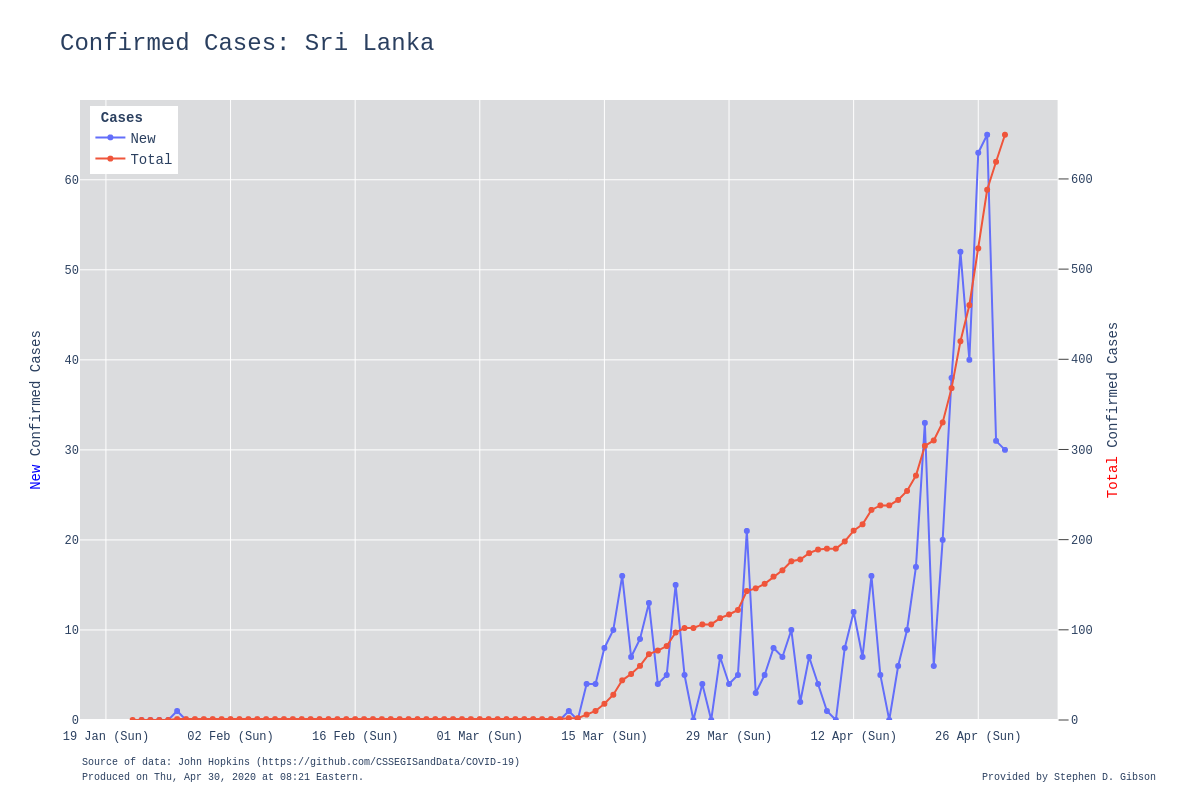 Confirmed Cases: Sri Lanka
Cases
New
Total
60
50
40
30
20
10
0
New Confirmed Cases
600
500
400
300
200
100
0
Total Confirmed Cases
19 Jan (Sun) 02 Feb (Sun) 16 Feb (Sun) 01 Mar (Sun) 15 Mar (Sun) 29 Mar (Sun) 12 Apr (Sun) 26 Apr (Sun)
Source of data: John Hopkins (https://github.com/CSSEGISandData/COVID-19)
Produced on Thu, Apr 30, 2020 at 08:21 Eastern.
Provided by Stephen D. Gibson